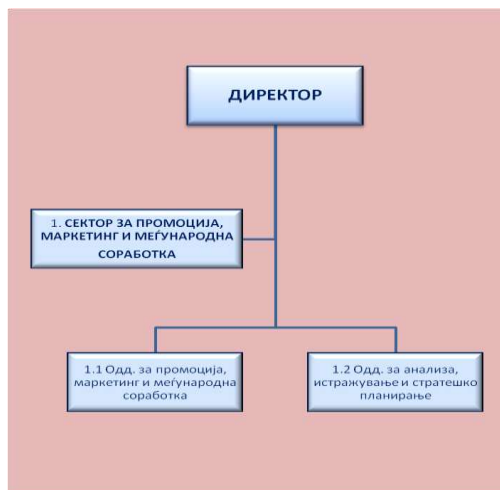 ДИРЕКТОР
1. СЕКТОР ЗА ПРОМОЦИЈА,
МАРКЕТИНГ И МЕЃУНАРОДНА
СОРАБОТКА
1.1 Одд. за промоција,
маркетинг и меѓународна
соработка
1.2 Одд. за анализа,
истражување и стратешко
планирање